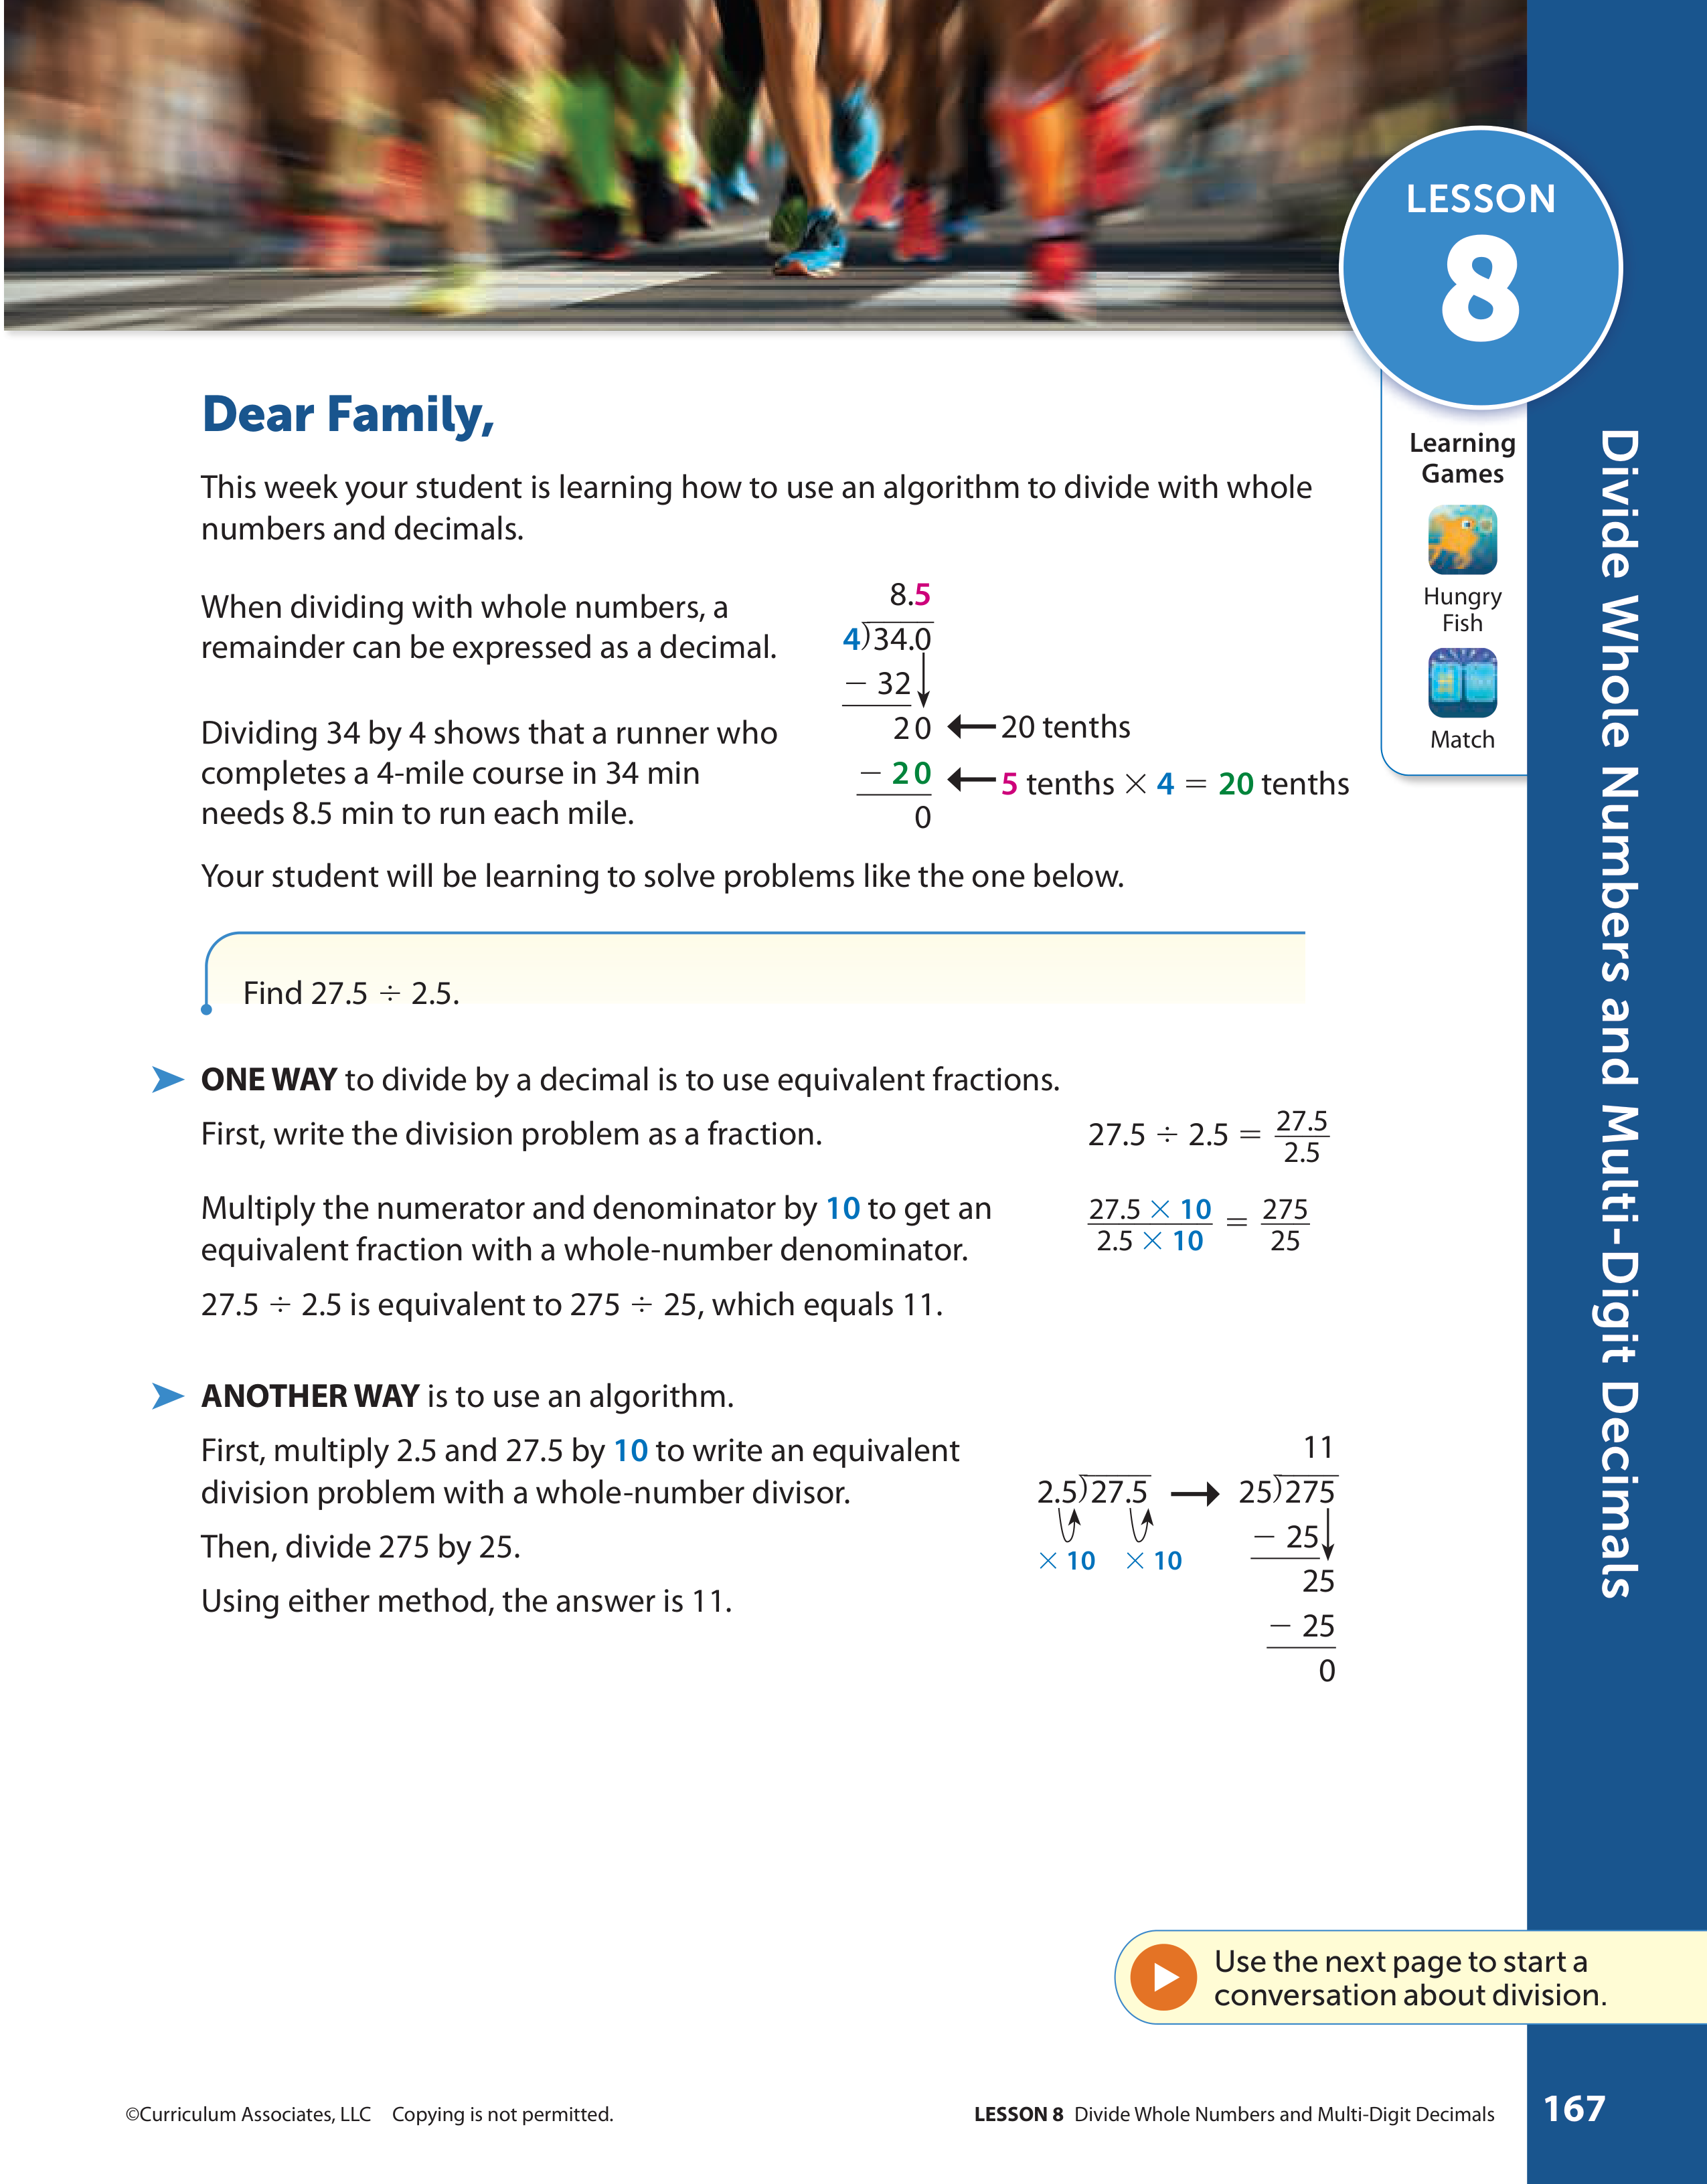 LESSON
8
Dear Family,
This week your student is learning how to use an algorithm to divide with whole
numbers and decimals.
When dividing with whole numbers, a
remainder can be expressed as a decimal.
Dividing 34 by 4 shows that a runner who
completes a 4-mile course in 34 min
needs 8.5 min to run each mile.
8.5
4)34.0
− 32
20 ← 20 tenths
− 20 ← 5 tenths × 4 = 20 tenths
0
Your student will be learning to solve problems like the one below.
Find 27.5 ÷ 2.5.
➤ ONE WAY to divide by a decimal is to use equivalent fractions.
First, write the division problem as a fraction.
27.5 ÷ 2.5 = 27.5/2.5
Multiply the numerator and denominator by 10 to get an
equivalent fraction with a whole-number denominator.
27.5 × 10/2.5 × 10 = 275/25
27.5 ÷ 2.5 is equivalent to 275 ÷ 25, which equals 11.
➤ ANOTHER WAY is to use an algorithm.
First, multiply 2.5 and 27.5 by 10 to write an equivalent
division problem with a whole-number divisor.
Then, divide 275 by 25.
Using either method, the answer is 11.
11
2.5)27.5 → 25)275
× 10 × 10
− 25
25
− 25
0
Learning
Games
Hungry
Fish
Match
Divide Whole Numbers and Multi-Digit Decimals
Use the next page to start a
conversation about division.
©Curriculum Associates, LLC Copying is not permitted.
LESSON 8 Divide Whole Numbers and Multi-Digit Decimals
167